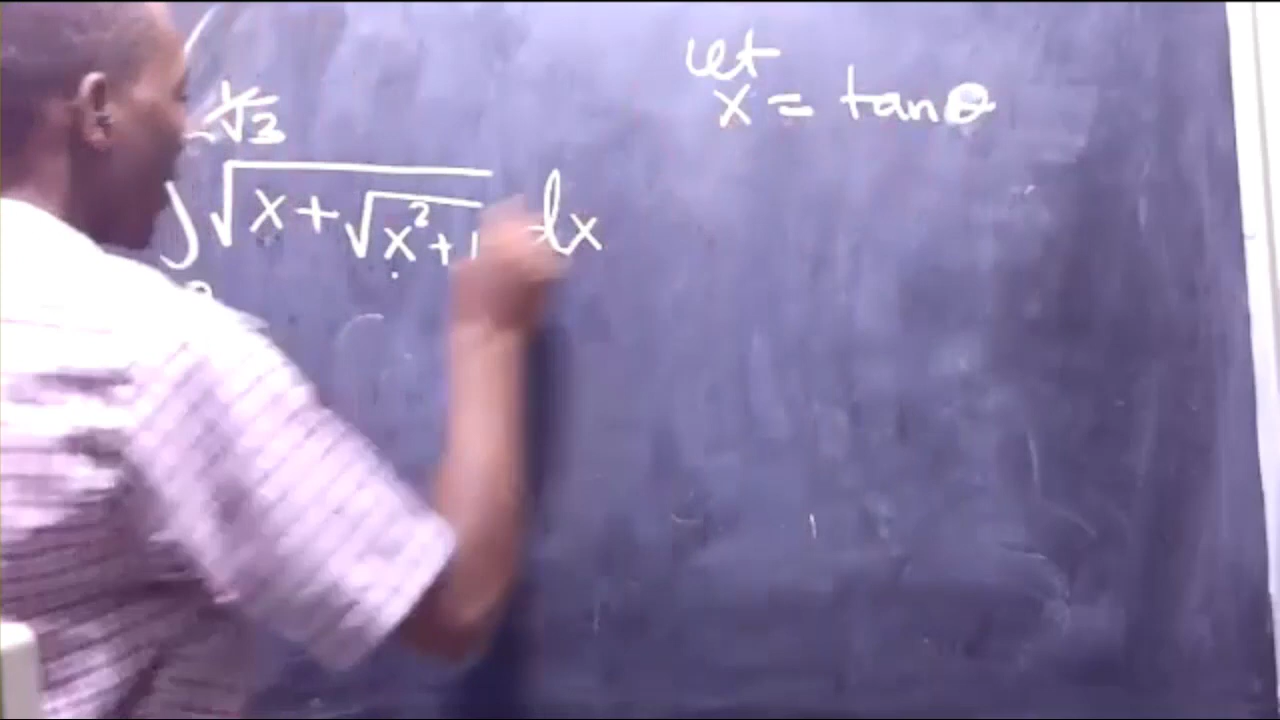 let
x = tanθ
√3
∫ √(x + √(x² + 1)) dx